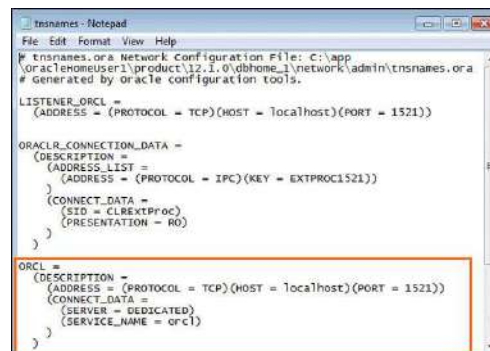 tnsnames - Notepad
File Edit Format View Help
# tnsnames.ora Network Configuration File: C:\app
\OracleHomeUser1\product\12.1.0\dbhome_1\network\admin\tnsnames.ora
# Generated by Oracle configuration tools.
LISTENER_ORCL =
(ADDRESS = (PROTOCOL = TCP)(HOST = localhost)(PORT = 1521))
ORACLR_CONNECTION_DATA =
(DESCRIPTION =
(ADDRESS_LIST =
(ADDRESS = (PROTOCOL = IPC)(KEY = EXTPROC1521))
)
(CONNECT_DATA =
(SID = CLRExtProc)
(PRESENTATION = RO)
)
)
ORCL =
(DESCRIPTION =
(ADDRESS = (PROTOCOL = TCP)(HOST = localhost)(PORT = 1521))
(CONNECT_DATA =
(SERVER = DEDICATED)
(SERVICE_NAME = orcl)
)
)